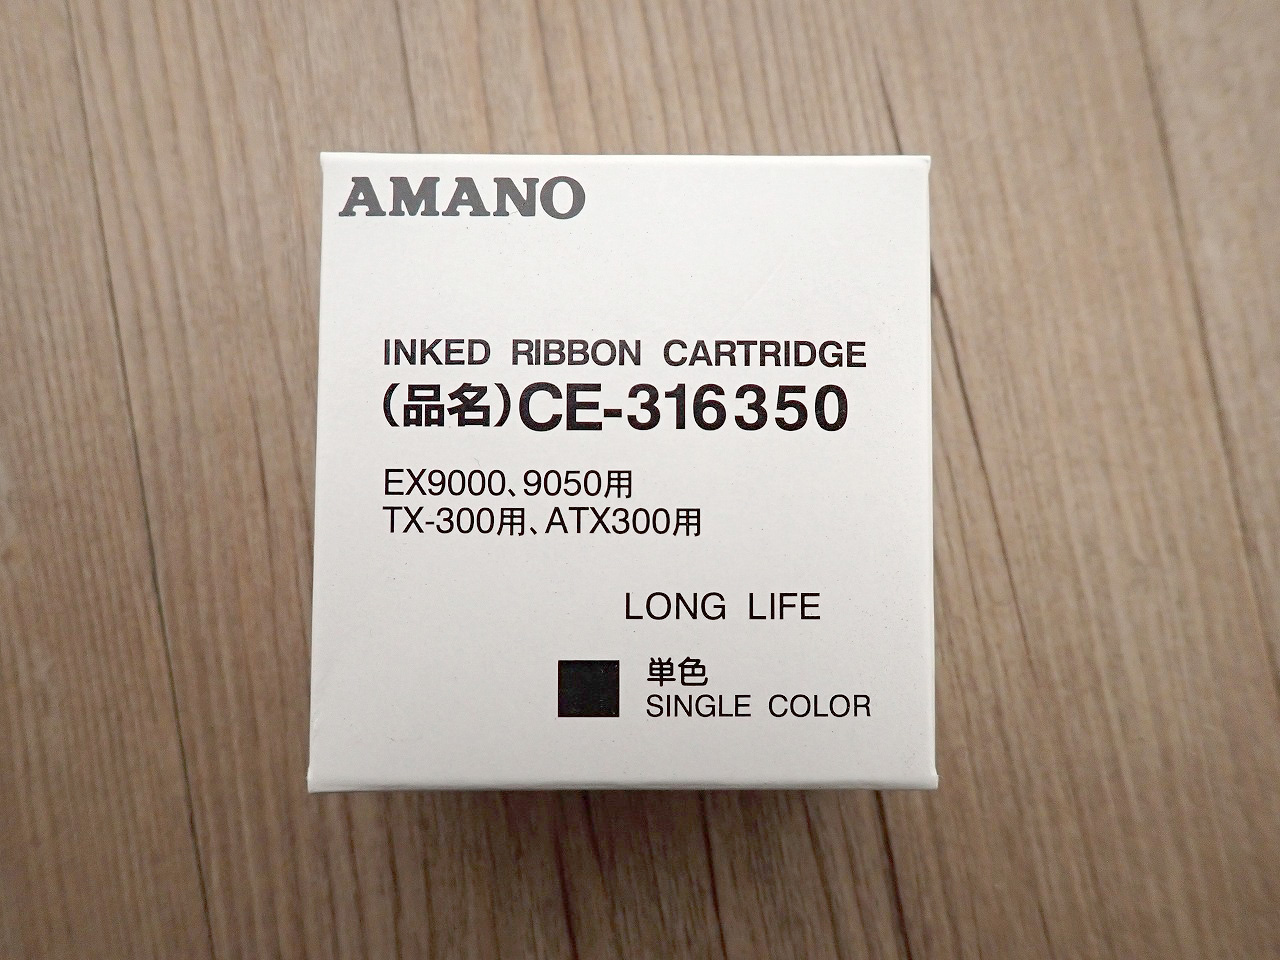 AMANO
INKED RIBBON CARTRIDGE
(品名)CE-316350
EX9000、9050用
TX-300用、ATX300用
LONG LIFE
単色
SINGLE COLOR